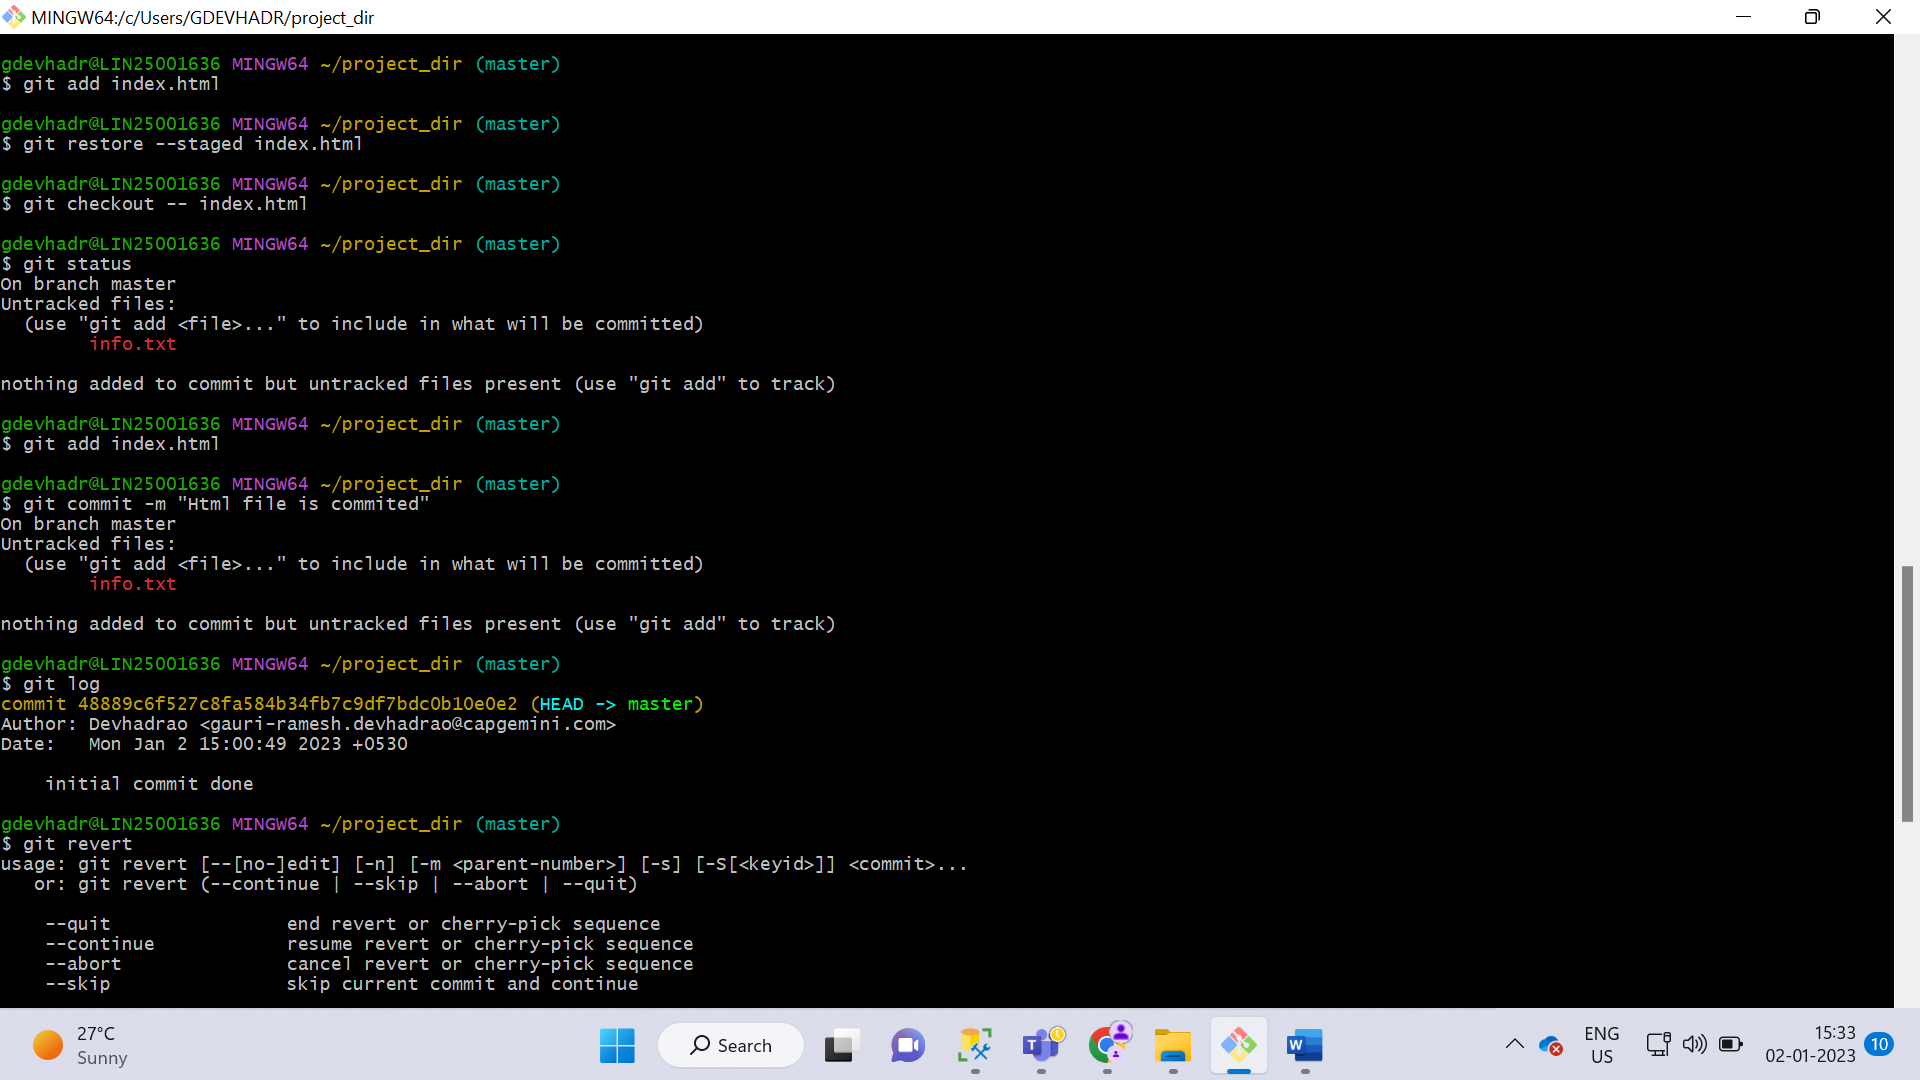 MINGW64:/c/Users/GDEVHADR/project_dir
gdevhadr@LIN25001636 MINGW64 ~/project_dir (master)
$ git add index.html
gdevhadr@LIN25001636 MINGW64 ~/project_dir (master)
$ git restore --staged index.html
gdevhadr@LIN25001636 MINGW64 ~/project_dir (master)
$ git checkout -- index.html
gdevhadr@LIN25001636 MINGW64 ~/project_dir (master)
$ git status
On branch master
Untracked files:
  (use "git add <file>..." to include in what will be committed)
        info.txt
nothing added to commit but untracked files present (use "git add" to track)
gdevhadr@LIN25001636 MINGW64 ~/project_dir (master)
$ git add index.html
gdevhadr@LIN25001636 MINGW64 ~/project_dir (master)
$ git commit -m "Html file is commited"
On branch master
Untracked files:
  (use "git add <file>..." to include in what will be committed)
        info.txt
nothing added to commit but untracked files present (use "git add" to track)
gdevhadr@LIN25001636 MINGW64 ~/project_dir (master)
$ git log
commit 48889c6f527c8fa584b34fb7c9df7bdc0b10e0e2 (HEAD -> master)
Author: Devhadrao <gauri-ramesh.devhadrao@capgemini.com>
Date:   Mon Jan 2 15:00:49 2023 +0530
    initial commit done
gdevhadr@LIN25001636 MINGW64 ~/project_dir (master)
$ git revert
usage: git revert [--[no-]edit] [-n] [-m <parent-number>] [-s] [-S[<keyid>]] <commit>...
   or: git revert (--continue | --skip | --abort | --quit)
    --quit                end revert or cherry-pick sequence
    --continue            resume revert or cherry-pick sequence
    --abort               cancel revert or cherry-pick sequence
    --skip                skip current commit and continue
27°C
Sunny
Search
T
W
ENG
US
15:33
02-01-2023
10